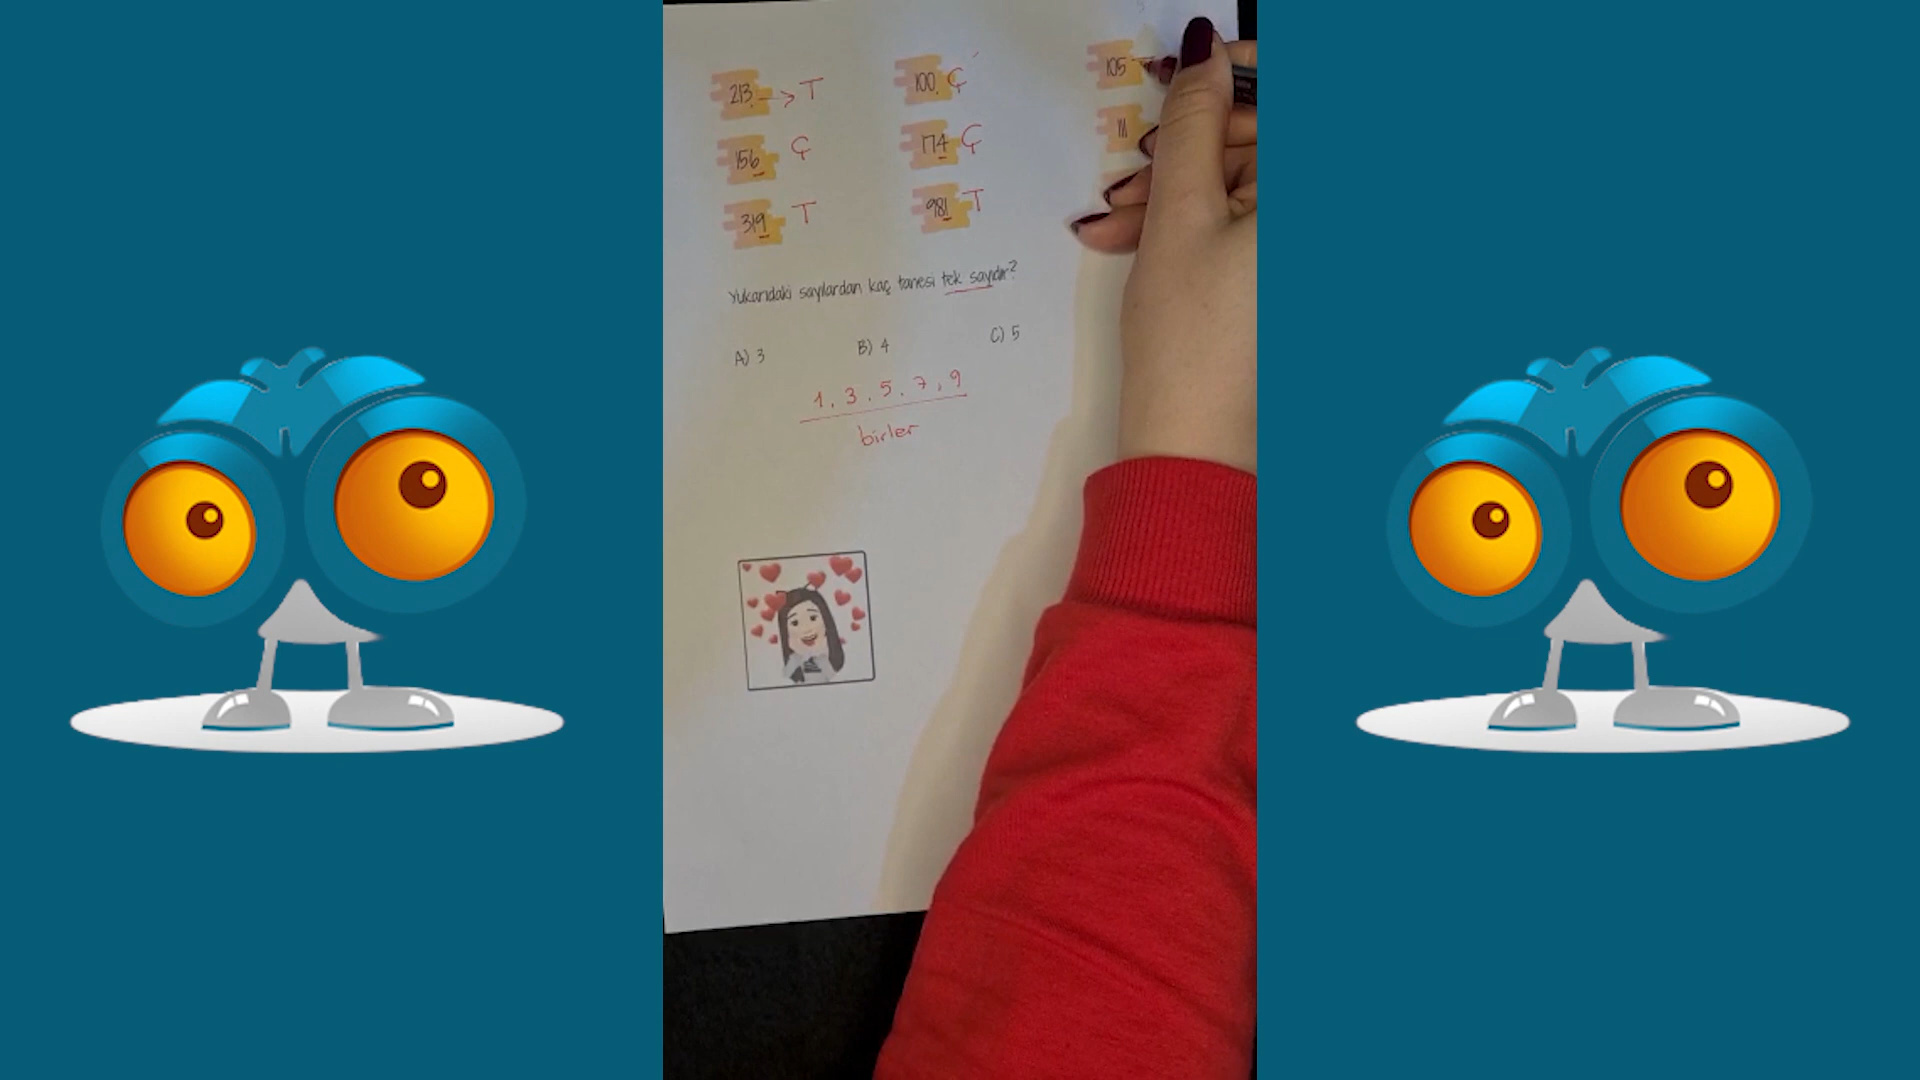 213. → T
100. Ç
105 T
156 Ç
174 Ç
111
319 T
981 T
Yukarıdaki sayılardan kaç tanesi tek sayıdır?
A) 3
B) 4
C) 5
1, 3, 5, 7, 9
birler